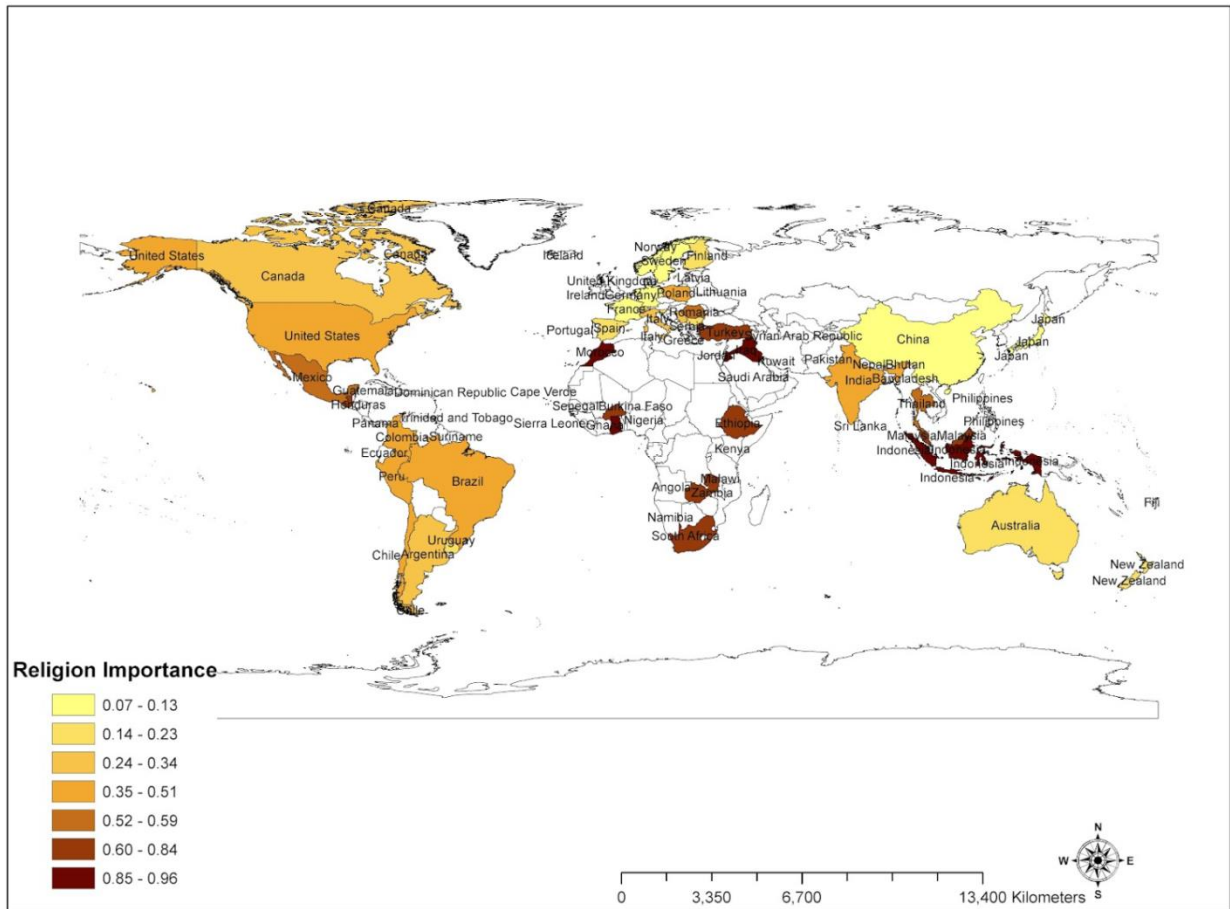 Canada
Canada
United States
Canada
United States
Mexico
Guatemala
Dominican Republic
Cape Verde
Honduras
Trinidad and Tobago
Panama
Colombia
Suriname
Ecuador
Peru
Brazil
Uruguay
Chile
Argentina
Chile
Iceland
Norway
Sweden
Finland
Latvia
United Kingdom
Ireland
Germany
Poland
Lithuania
France
Romania
Italy
Serbia
Portugal
Spain
Italy
Greece
Turkey
Syrian Arab Republic
Morocco
Jordan
Kuwait
Saudi Arabia
Pakistan
Senegal
Burkina Faso
Sierra Leone
Ghana
Nigeria
Ethiopia
Kenya
Malawi
Angola
Zambia
Namibia
South Africa
China
Japan
Japan
Japan
Nepal
Bhutan
India
Bangladesh
Thailand
Philippines
Philippines
Sri Lanka
Malaysia
Malaysia
Indonesia
Indonesia
Indonesia
Indonesia
Indonesia
Fiji
Australia
New Zealand
New Zealand
Religion Importance
0.07 - 0.13
0.14 - 0.23
0.24 - 0.34
0.35 - 0.51
0.52 - 0.59
0.60 - 0.84
0.85 - 0.96
N
W
E
S
0
3,350
6,700
13,400 Kilometers